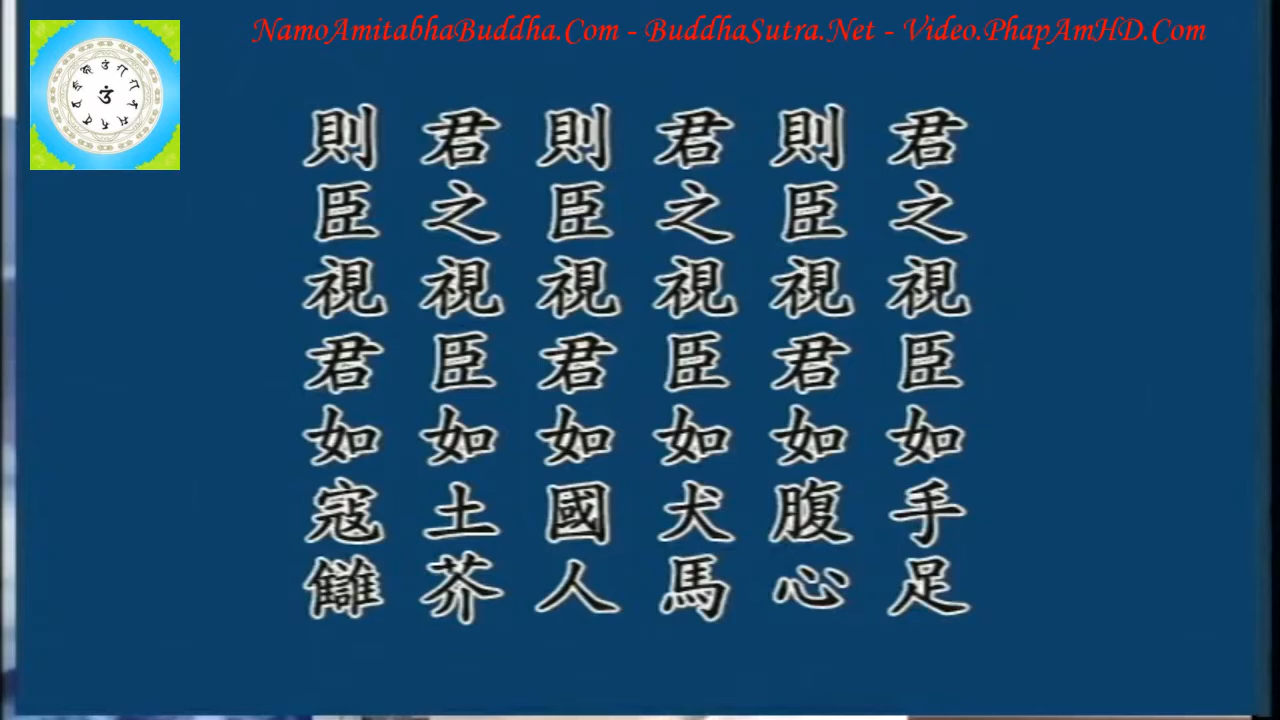 NamoAmitabhaBuddha.Com - BuddhaSutra.Net - Video.PhapAmHD.Com
君之視臣如手足
則臣視君如腹心
君之視臣如犬馬
則臣視君如國人
君之視臣如土芥
則臣視君如寇讎